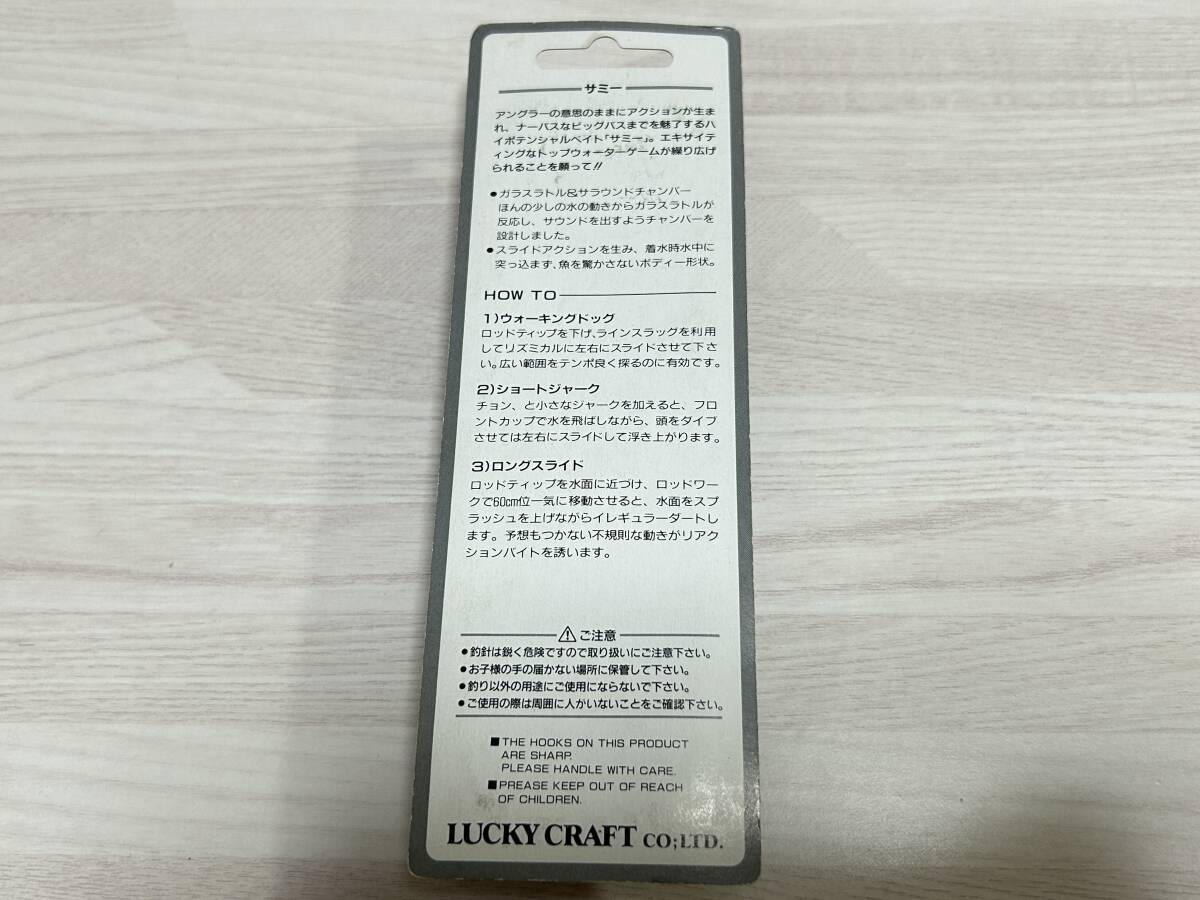 サミー
アングラーの意思のままにアクションが生ま
れ、ナーバスなビッグバスまでを魅了するハ
イポテンシャルベイト「サミー」。エキサイテ
ィングなトップウォーターゲームが繰り広げ
られることを願って!!
●ガラスラトル&サラウンドチャンバー
ほんの少しの水の動きからガラスラトルが
反応し、サウンドを出すようチャンバーを
設計しました。
●スライドアクションを生み、着水時水中に
突っ込まず、魚を驚かさないボディー形状。
HOW TO
1)ウォーキングドッグ
ロッドティップを下げ、ラインスラッグを利用
してリズミカルに左右にスライドさせて下さ
い。広い範囲をテンポ良く探るのに有効です。
2)ショートジャーク
チョン、と小さなジャークを加えると、フロ
ントカップで水を飛ばしながら、頭をダイブ
させては左右にスライドして浮き上がります。
3)ロングスライド
ロッドティップを水面に近づけ、ロッドワー
クで60cm位一気に移動させると、水面をスプ
ラッシュを上げながらイレギュラーダートし
ます。予想もつかない不規則な動きがリアク
ションバイトを誘います。
⚠ご注意
●釣針は鋭く危険ですので取り扱いにご注意下さい。
●お子様の手の届かない場所に保管して下さい。
●釣り以外の用途にご使用にならないで下さい。
●ご使用の際は周囲に人がいないことをご確認下さい。
■THE HOOKS ON THIS PRODUCT
ARE SHARP.
PLEASE HANDLE WITH CARE.
■PREASE KEEP OUT OF REACH
OF CHILDREN.
LUCKY CRAFT CO;LTD.